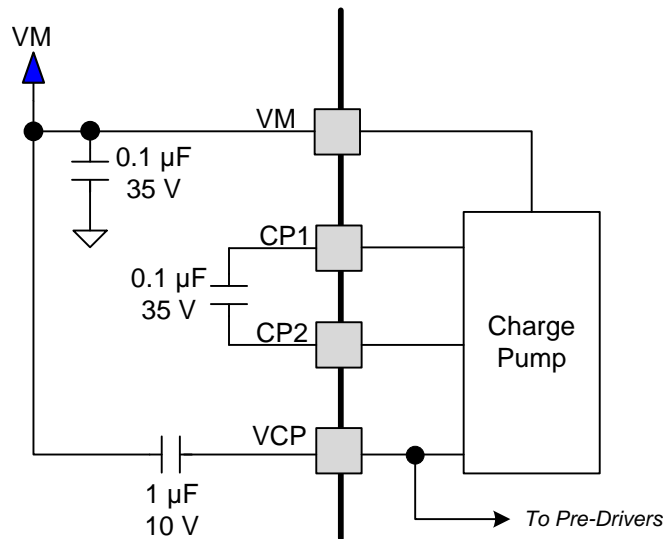 VM
VM
0.1 µF
35 V
CP1
0.1 µF
35 V
CP2
Charge
Pump
VCP
1 µF
10 V
To Pre-Drivers